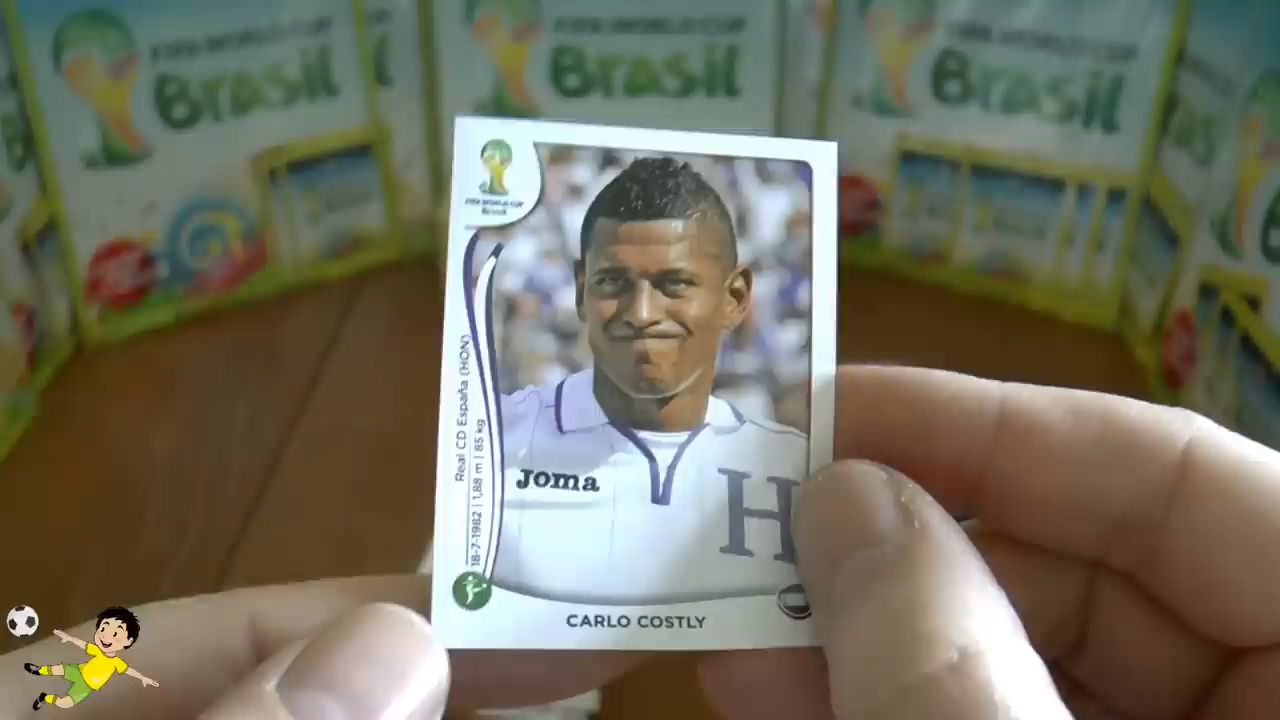 FIFA WORLD CUP
Brasil
Brasil
FIFA WORLD CUP
Brasil
FIFA WORLD CUP
Brasil
Real CD España (HON)
18-7-1982 | 1,88 m | 85 kg
Joma
H
CARLO COSTLY